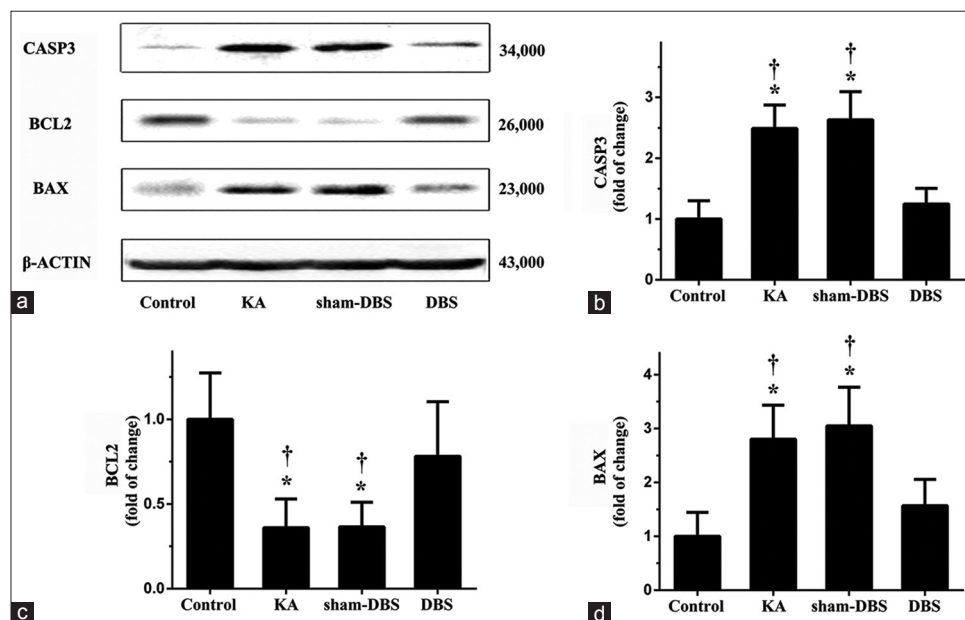 CASP3
34,000
BCL2
26,000
BAX
23,000
β-ACTIN
43,000
Control KA sham-DBS DBS
a
CASP3
(fold of change)
3
2
1
0
† †
* *
Control KA sham-DBS DBS
b
BCL2
(fold of change)
1.0
0.5
0.0
† †
* *
Control KA sham-DBS DBS
c
BAX
(fold of change)
4
3
2
1
0
† †
* *
Control KA sham-DBS DBS
d